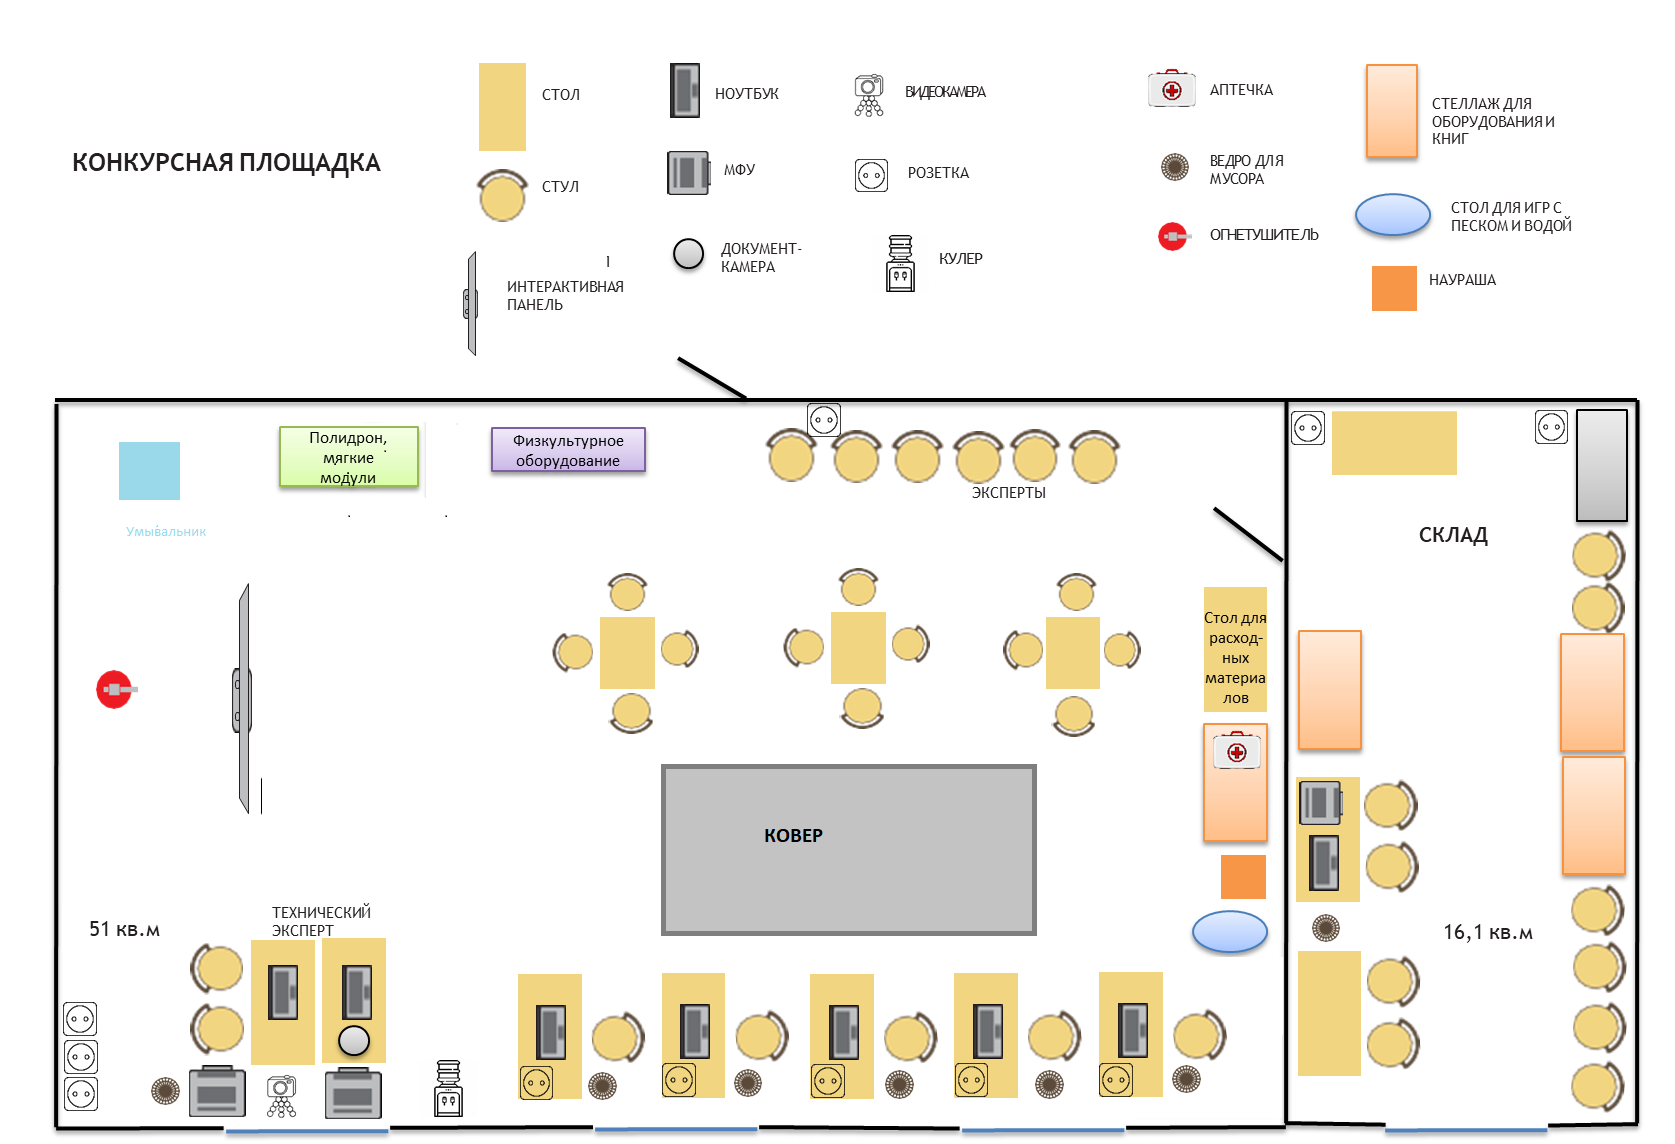 КОНКУРСНАЯ ПЛОЩАДКА
СТОЛ
СТУЛ
1
ИНТЕРАКТИВНАЯ
ПАНЕЛЬ
НОУТБУК
МФУ
ДОКУМЕНТ-
КАМЕРА
ВИДЕОКАМЕРА
РОЗЕТКА
КУЛЕР
АПТЕЧКА
ВЕДРО ДЛЯ
МУСОРА
ОГНЕТУШИТЕЛЬ
СТЕЛЛАЖ ДЛЯ
ОБОРУДОВАНИЯ И
КНИГ
СТОЛ ДЛЯ ИГР С
ПЕСКОМ И ВОДОЙ
НАУРАША
Умывальник
Полидрон,
мягкие
модули
Физкультурное
оборудование
ЭКСПЕРТЫ
СКЛАД
Стол для
расход-
ных
материа
лов
КОВЕР
51 кв.м
ТЕХНИЧЕСКИЙ
ЭКСПЕРТ
16,1 кв.м